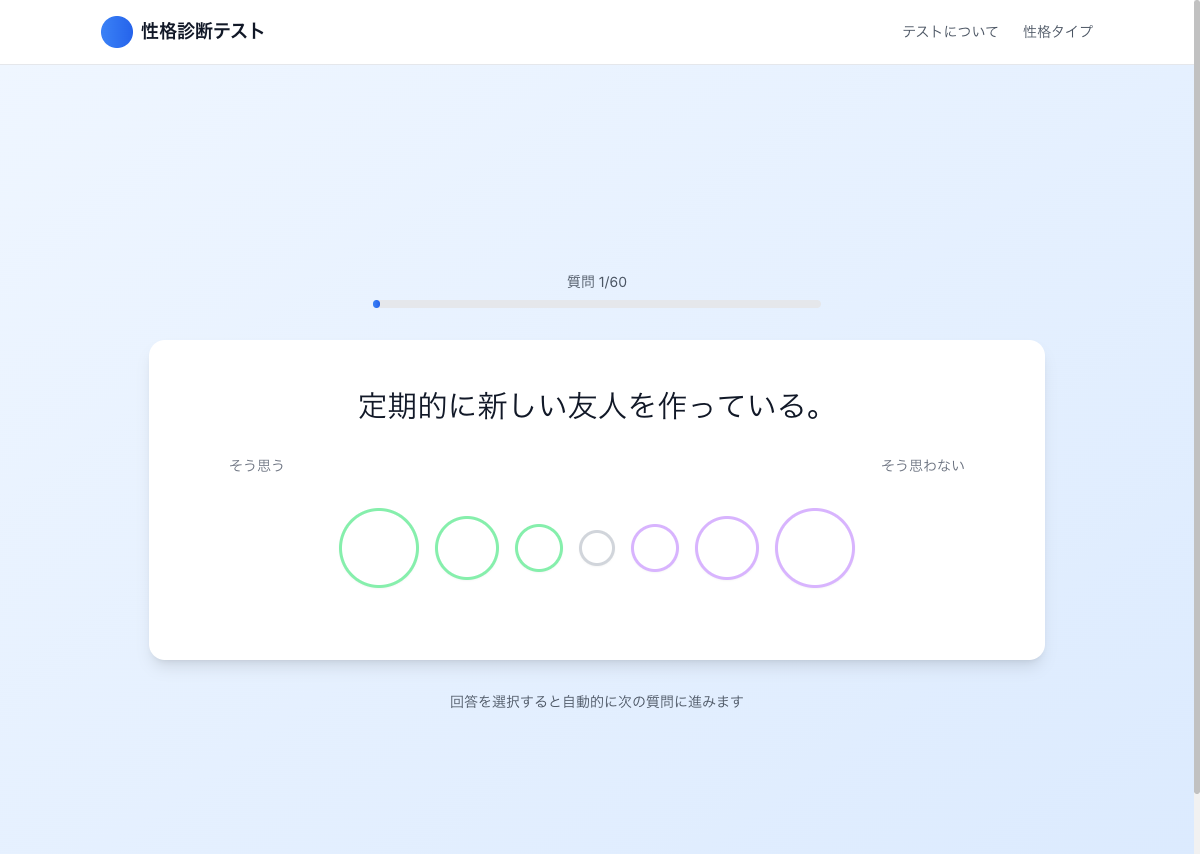 性格診断テスト
テストについて
性格タイプ
質問 1/60
定期的に新しい友人を作っている。
そう思う
そう思わない
回答を選択すると自動的に次の質問に進みます